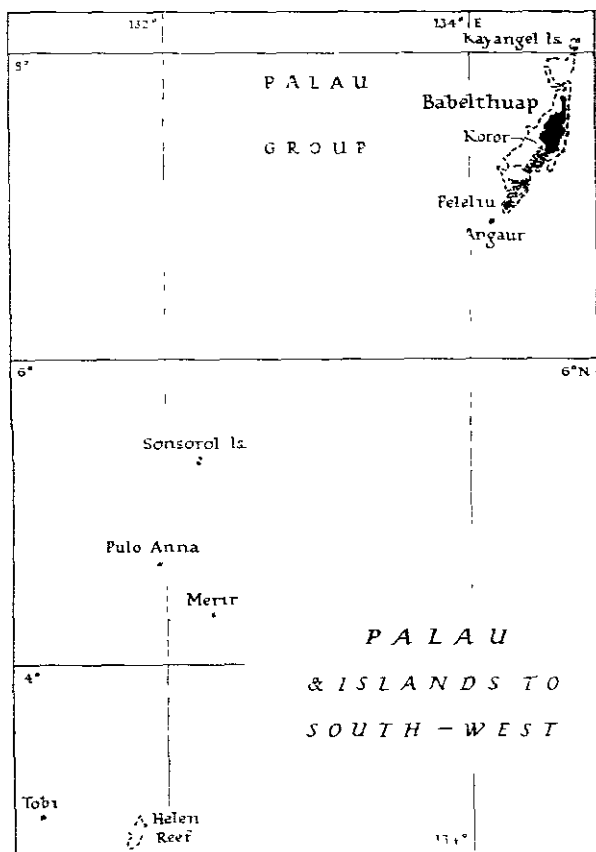 132°
134° E
Kayangel Is.
8°
PALAU
Babelthuap
Koror
GROUP
Peleliu
Angaur
6°
6°N
Sonsorol Is.
Pulo Anna
Merir
PALAU
4°
& ISLANDS TO
SOUTH-WEST
Tobi
Helen
Reef
134°